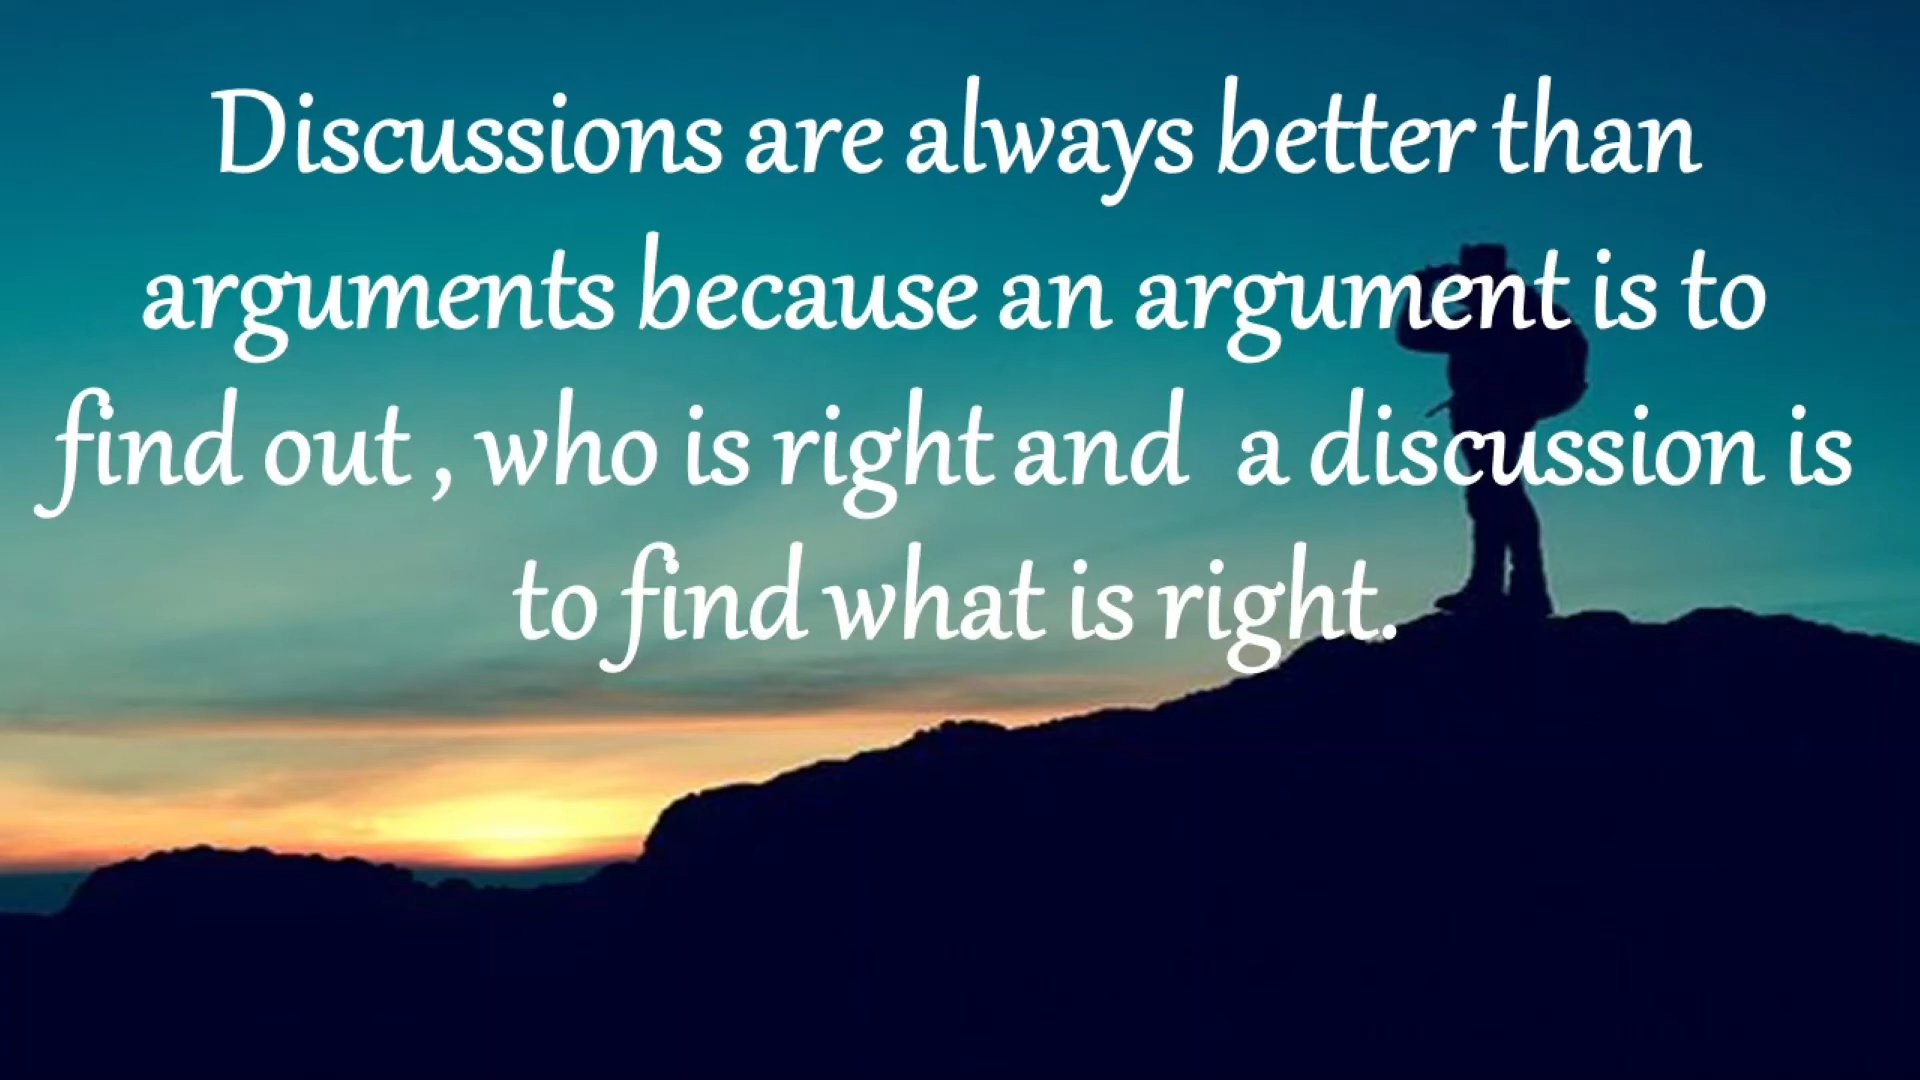 Discussions are always better than
arguments because an argument is to
find out , who is right and  a discussion is
to find what is right.